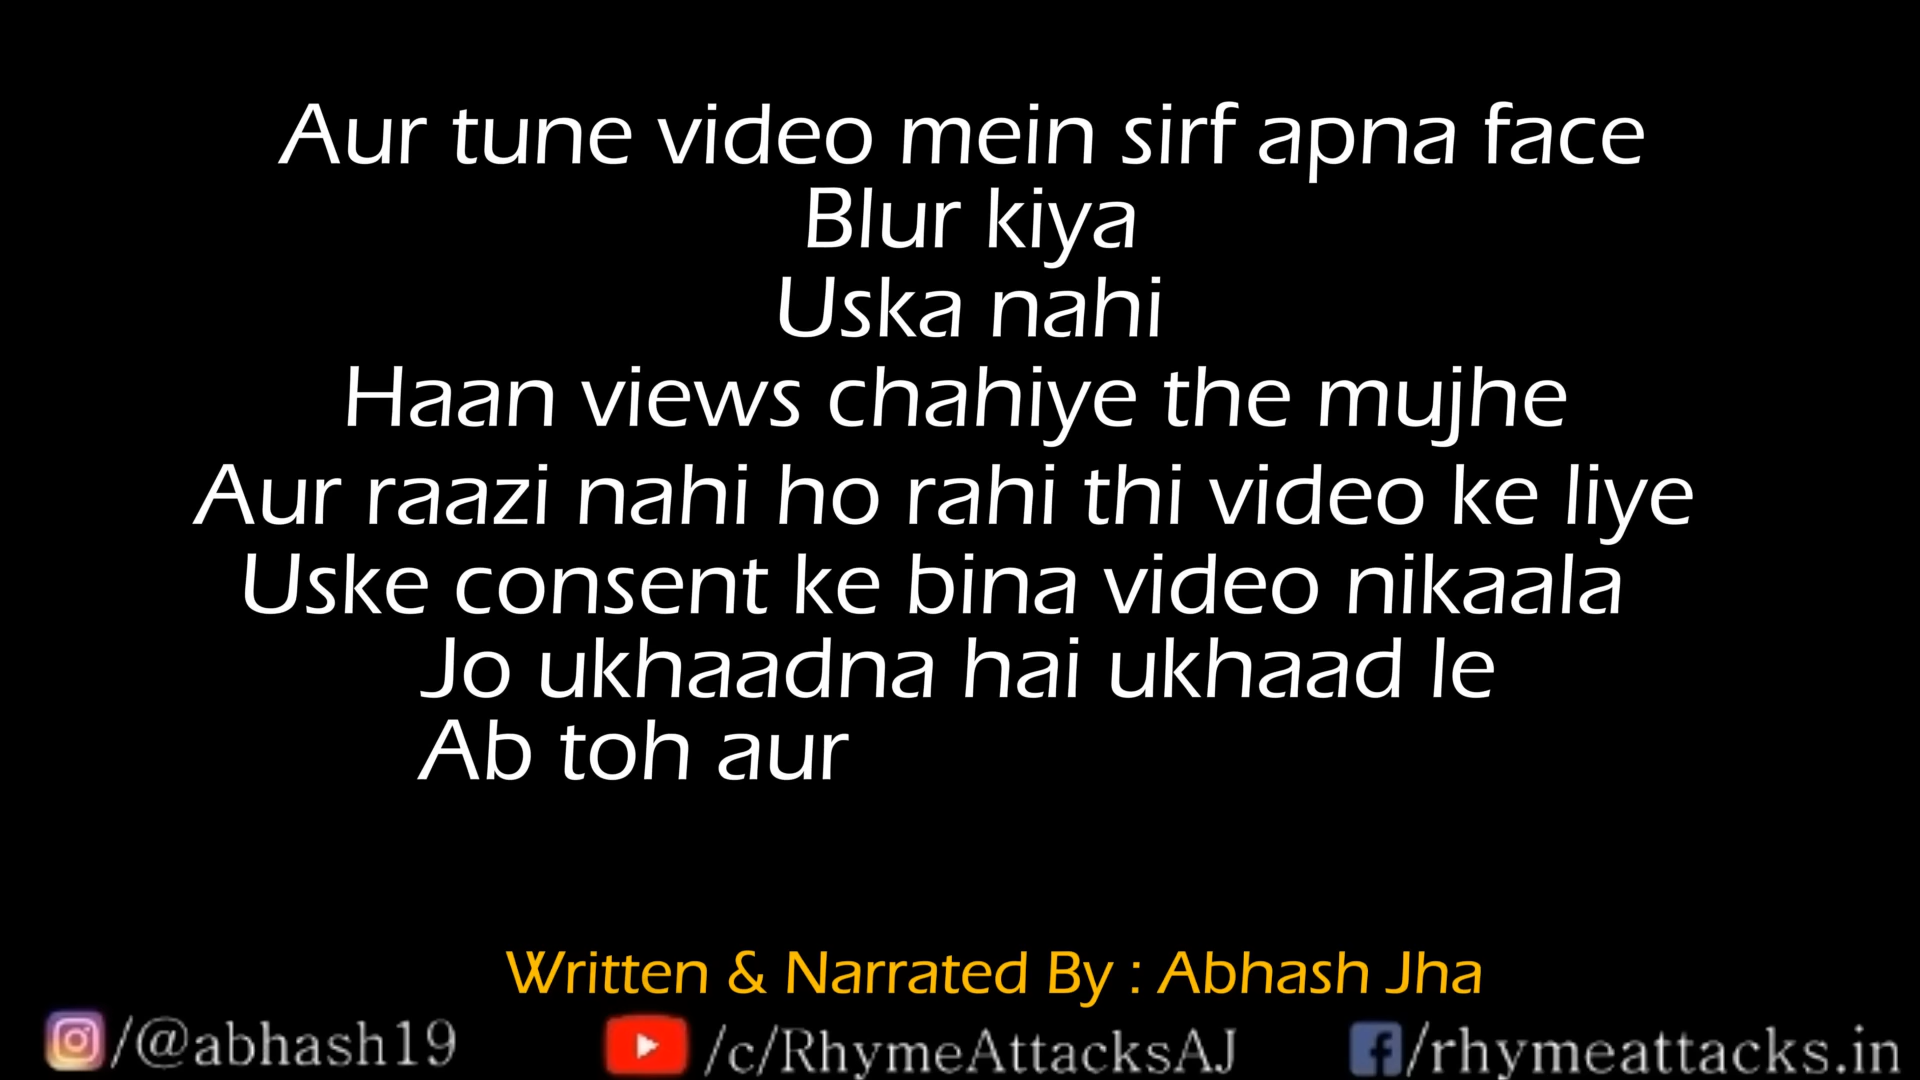 Aur tune video mein sirf apna face
Blur kiya
Uska nahi
Haan views chahiye the mujhe
Aur raazi nahi ho rahi thi video ke liye
Uske consent ke bina video nikaala
Jo ukhaadna hai ukhaad le
Ab toh aur
Written & Narrated By : Abhash Jha
/@abhash19 /c/RhymeAttacksAJ /rhymeattacks.in